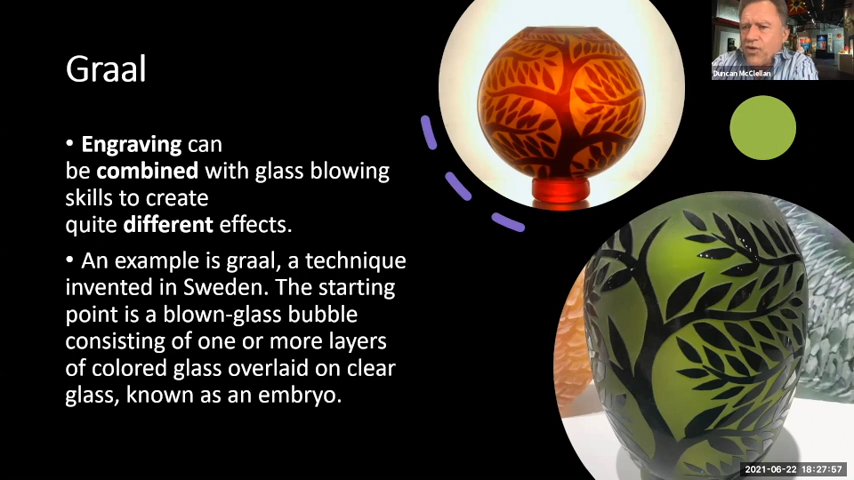 Graal
• Engraving can
be combined with glass blowing
skills to create
quite different effects.
• An example is graal, a technique
invented in Sweden. The starting
point is a blown-glass bubble
consisting of one or more layers
of colored glass overlaid on clear
glass, known as an embryo.
Duncan McClellan
2021-06-22 18:27:57